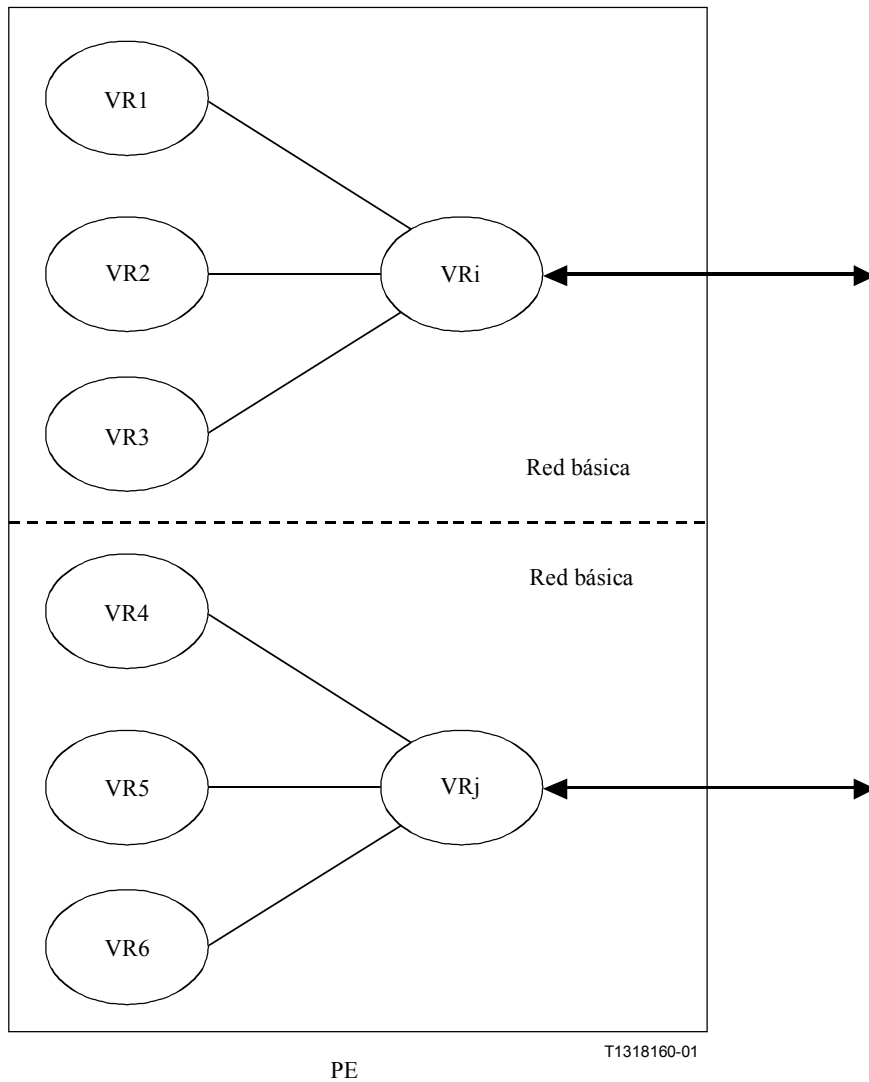 VR1
VR2
VRi
VR3
Red básica
Red básica
VR4
VR5
VRj
VR6
T1318160-01
PE